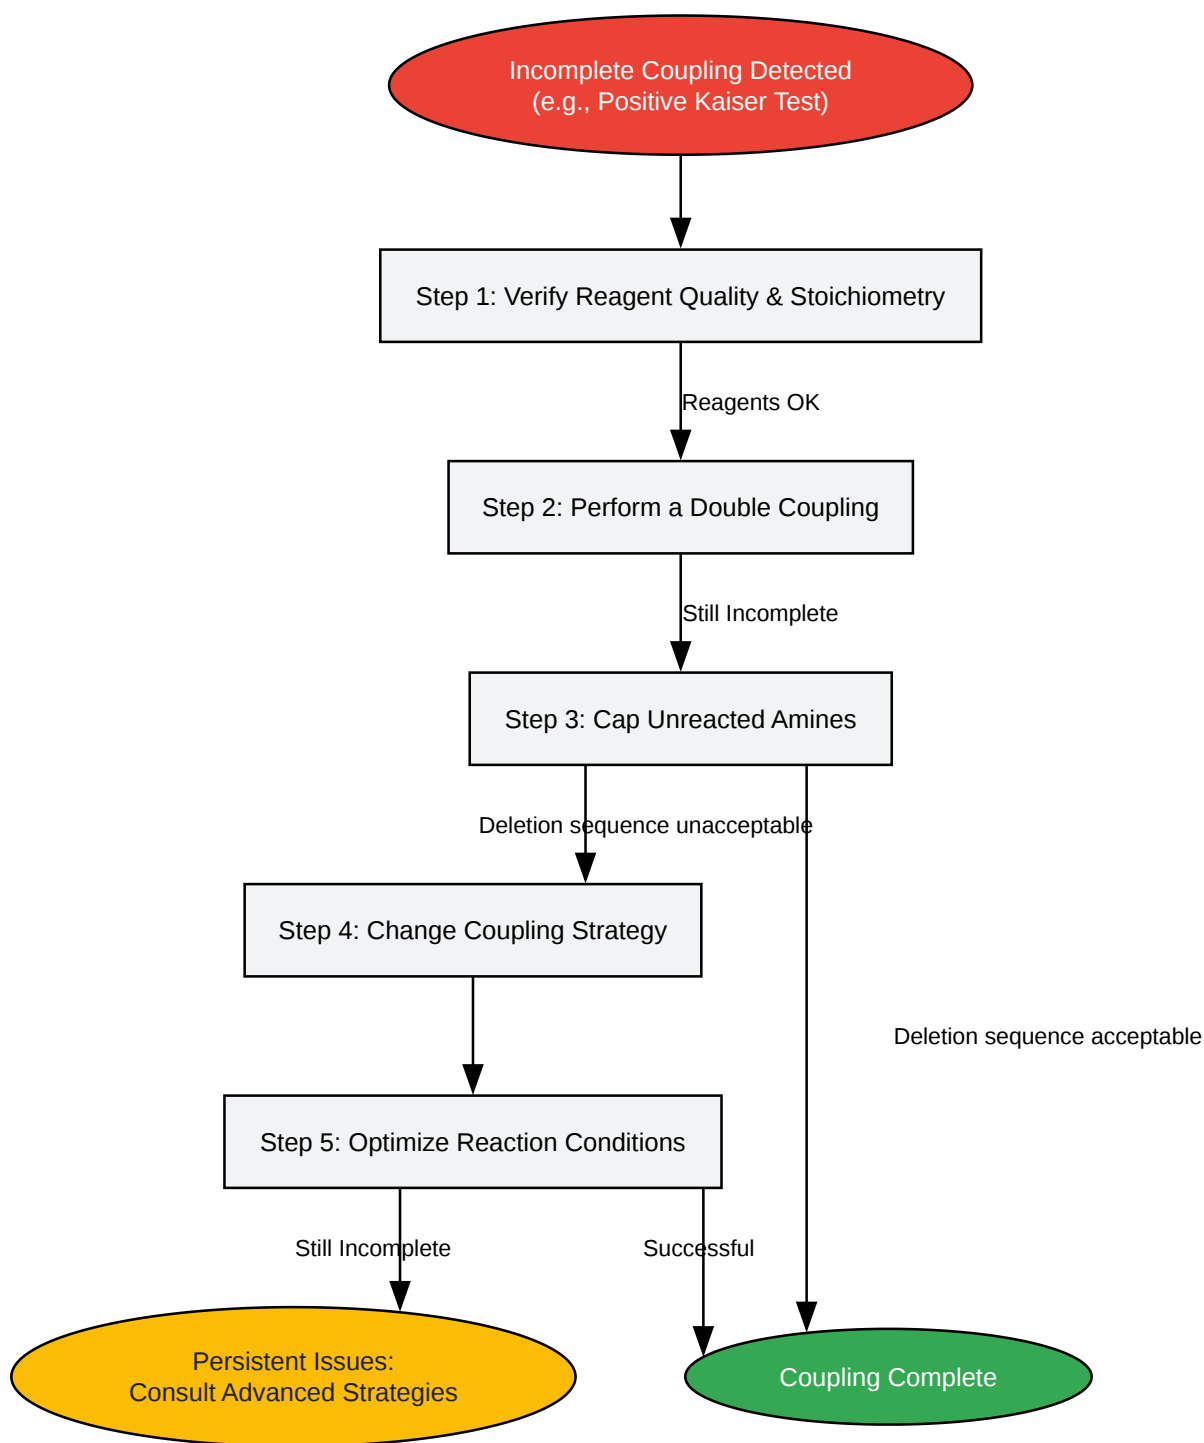 Incomplete Coupling Detected
(e.g., Positive Kaiser Test)
Step 1: Verify Reagent Quality & Stoichiometry
Reagents OK
Step 2: Perform a Double Coupling
Still Incomplete
Step 3: Cap Unreacted Amines
Deletion sequence unacceptable
Step 4: Change Coupling Strategy
Deletion sequence acceptable
Step 5: Optimize Reaction Conditions
Still Incomplete
Successful
Persistent Issues:
Consult Advanced Strategies
Coupling Complete